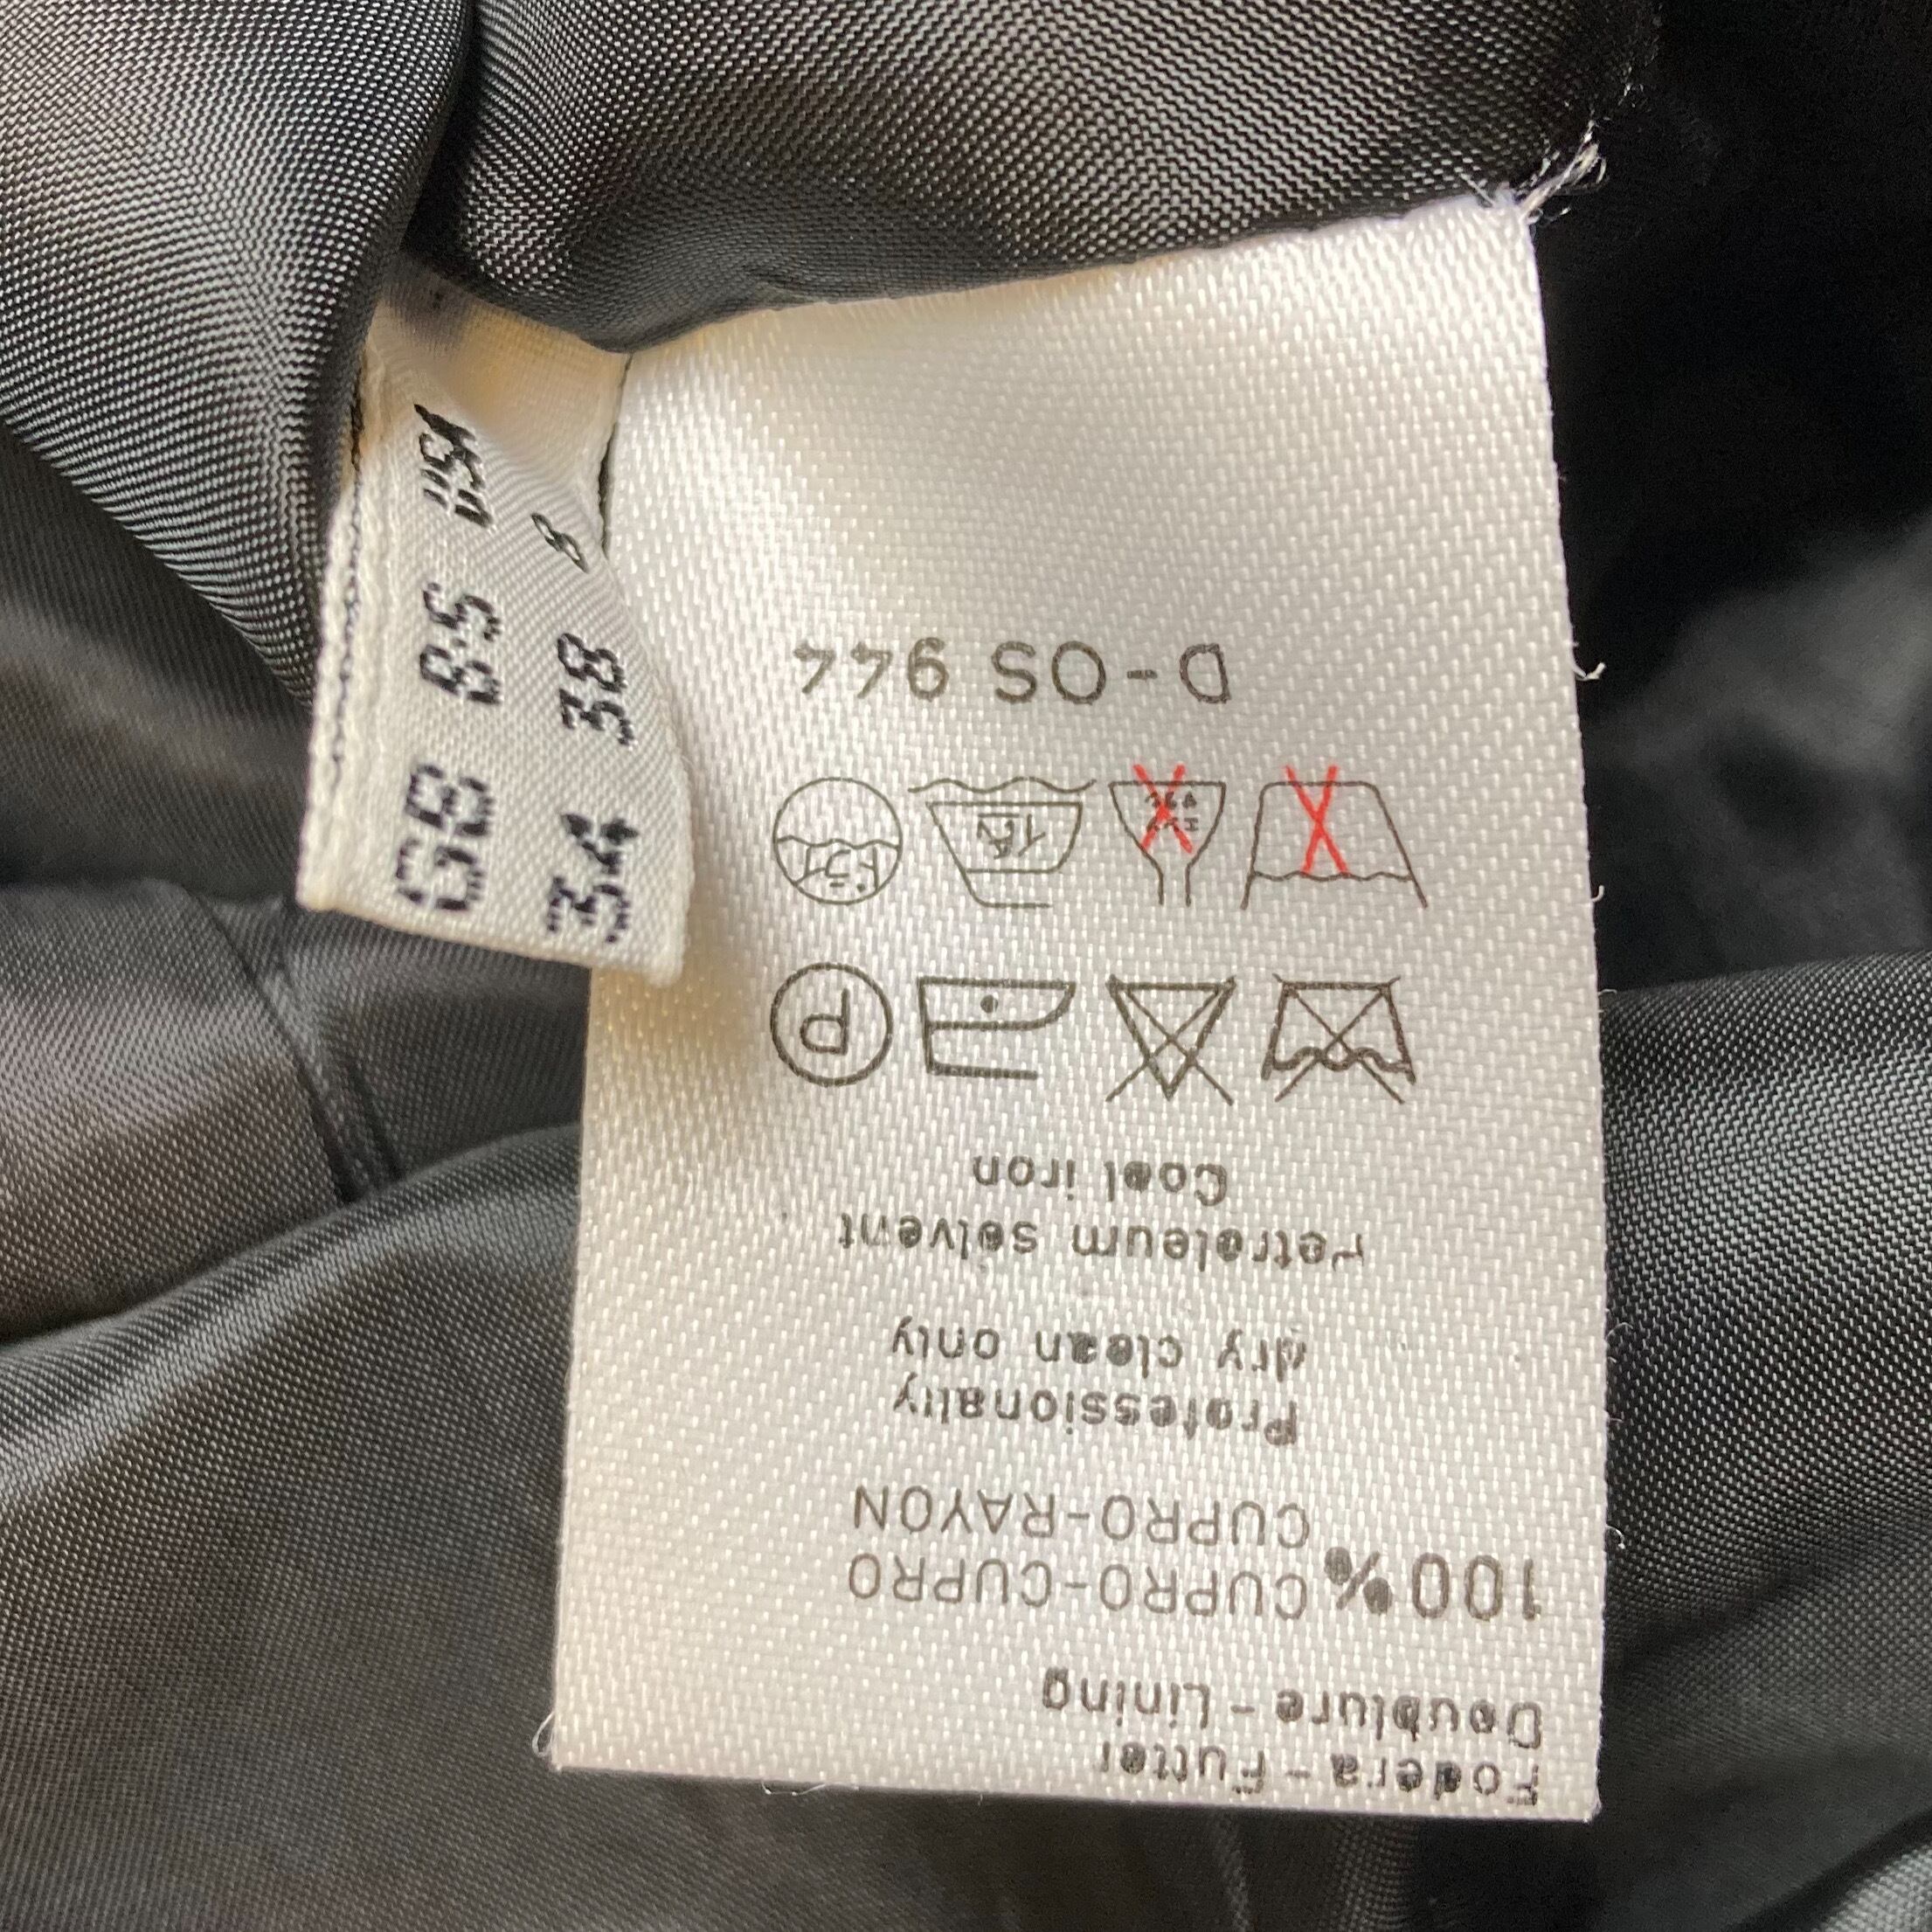 Fodera - Futter
Doublure - Lining
100% CUPRO-CUPRO
CUPRO-RAYON
Professionally
dry clean only
Petroleum solvent
Cool iron
P
D-OS 944
GB USA
34 38 8